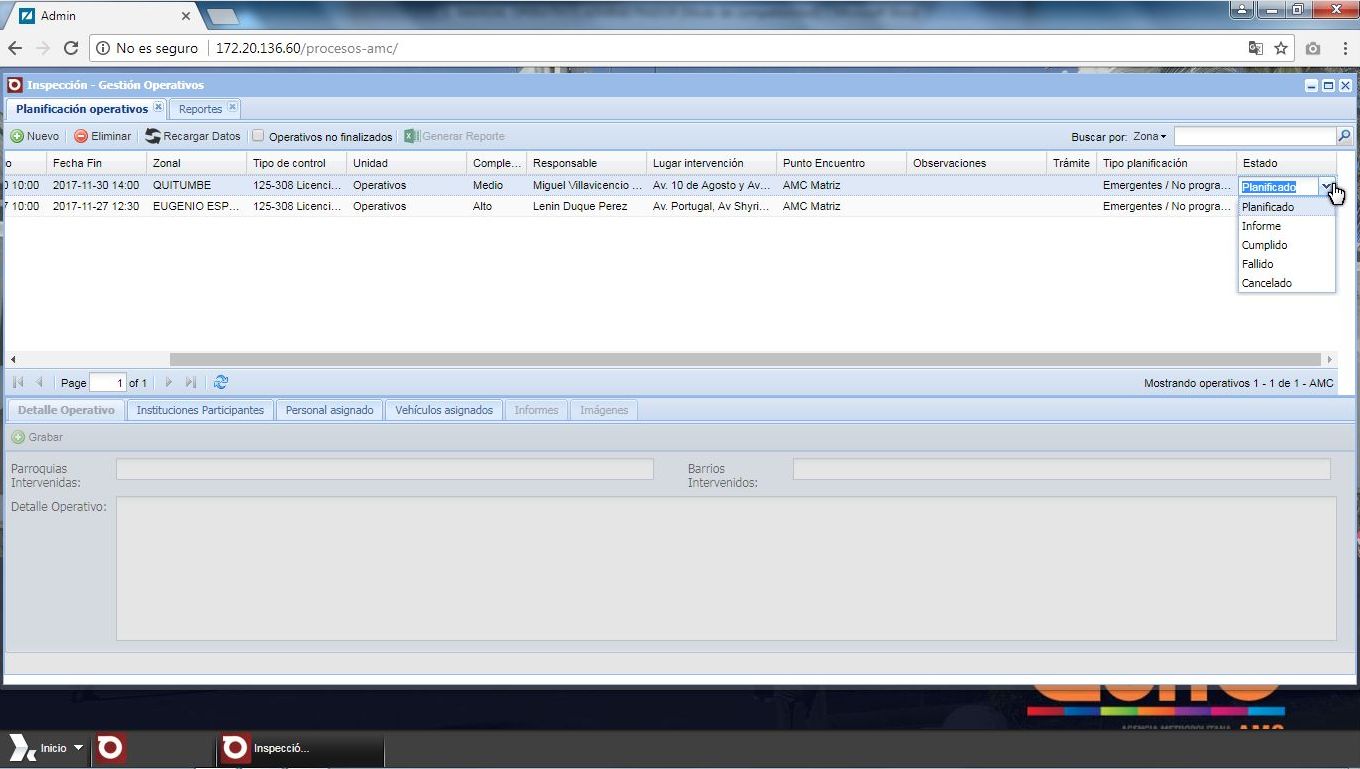 Admin
No es seguro 172.20.136.60/procesos-amc/
Inspección - Gestión Operativos
Planificación operativos Reportes
Nuevo Eliminar Recargar Datos Operativos no finalizados Generar Reporte Buscar por: Zona
o Fecha Fin Zonal Tipo de control Unidad Comple... Responsable Lugar intervención Punto Encuentro Observaciones Trámite Tipo planificación Estado
10:00 2017-11-30 14:00 QUITUMBE 125-308 Licenci... Operativos Medio Miguel Villavicencio ... Av. 10 de Agosto y Av... AMC Matriz Emergentes / No progra... Planificado
10:00 2017-11-27 12:30 EUGENIO ESP... 125-308 Licenci... Operativos Alto Lenin Duque Perez Av. Portugal, Av Shyri... AMC Matriz Emergentes / No progra... Planificado
Informe
Cumplido
Fallido
Cancelado
Page 1 of 1 Mostrando operativos 1 - 1 de 1 - AMC
Detalle Operativo Instituciones Participantes Personal asignado Vehículos asignados Informes Imágenes
Grabar
Parroquias Intervenidas: Barrios Intervenidos:
Detalle Operativo:
AGENCIA METROPOLITANA AMC
Inicio Inspecció...